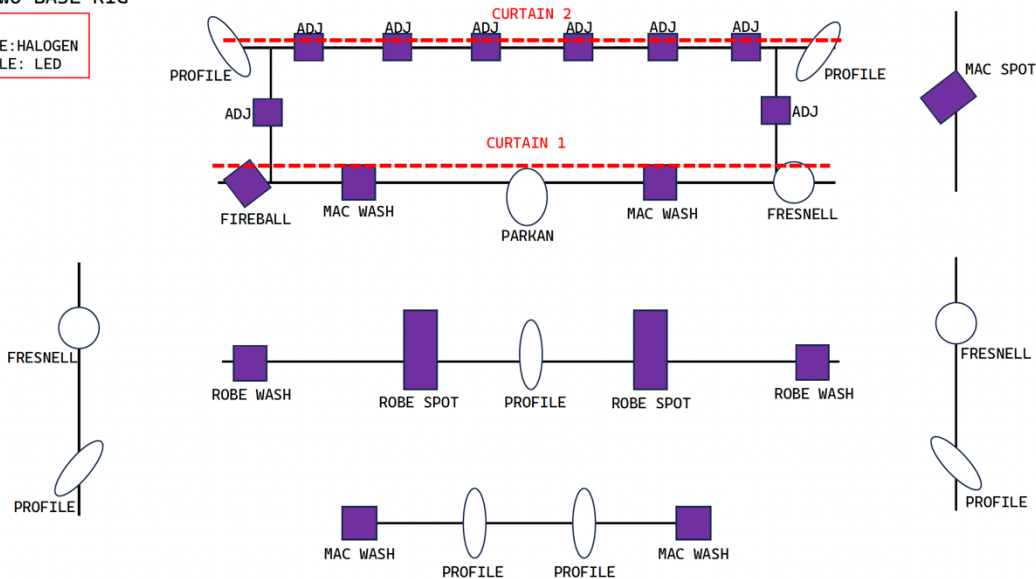 BASE RIG
E:HALOGEN
LE: LED
CURTAIN 2
ADJ ADJ ADJ ADJ ADJ ADJ
PROFILE
PROFILE
MAC SPOT
ADJ
ADJ
CURTAIN 1
FIREBALL
MAC WASH
PARKAN
MAC WASH
FRESNELL
FRESNELL
FRESNELL
ROBE WASH
ROBE SPOT
PROFILE
ROBE SPOT
ROBE WASH
PROFILE
PROFILE
MAC WASH
PROFILE
PROFILE
MAC WASH